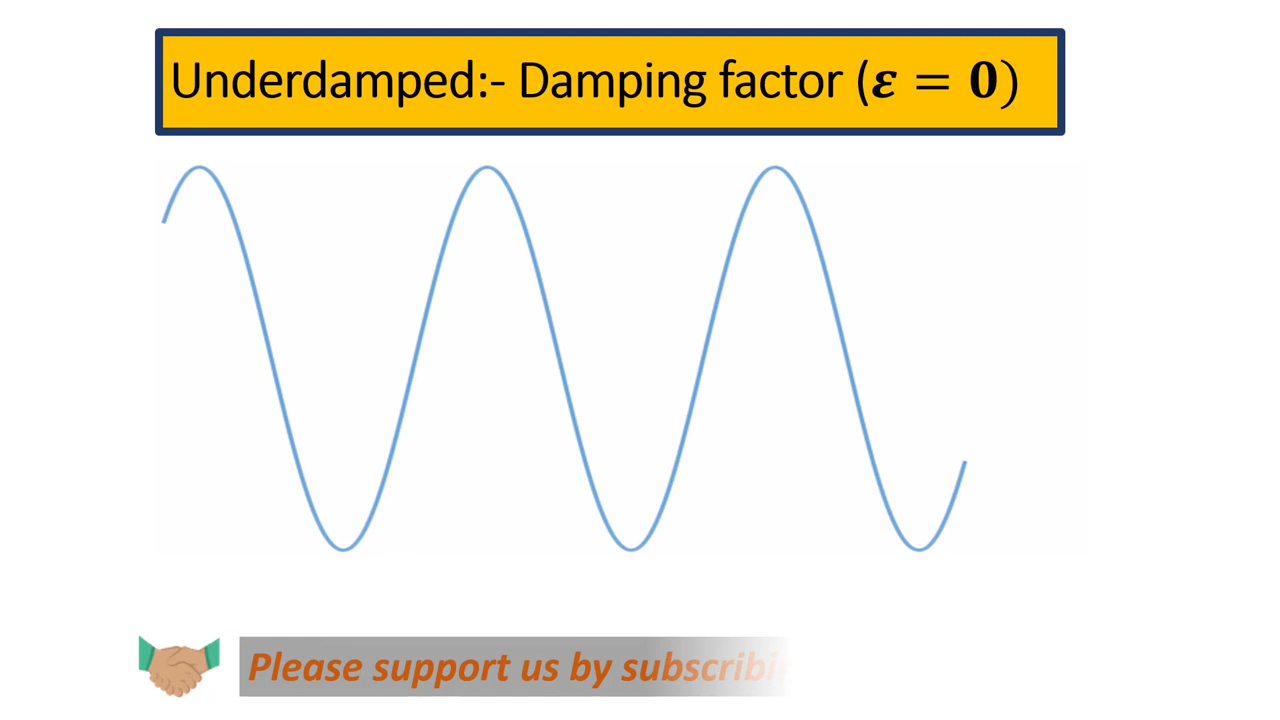 Underdamped:- Damping factor (𝜺 = 𝟎)
Please support us by